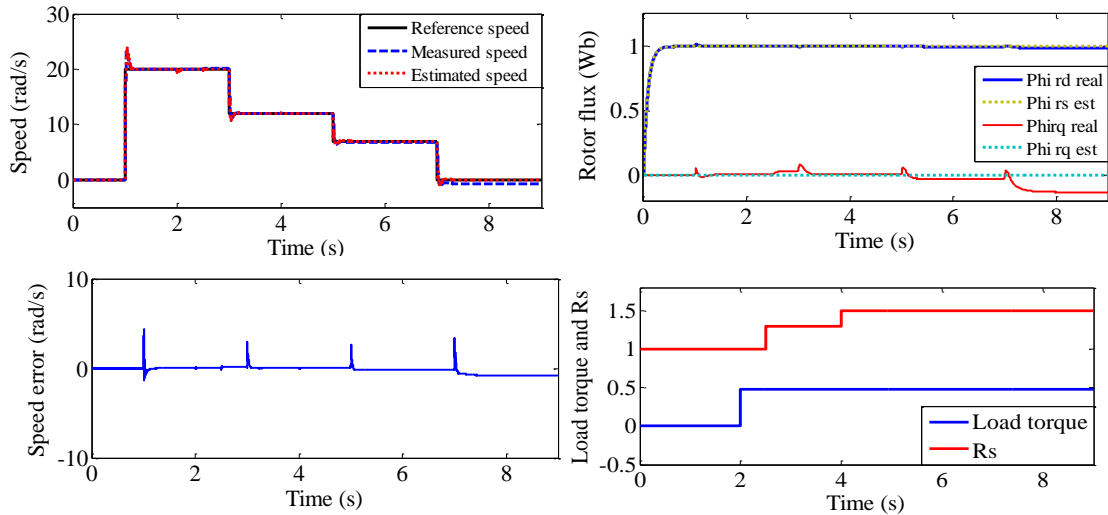 30
20
10
0
0
2
4
6
8
Speed (rad/s)
Time (s)
Reference speed
Measured speed
Estimated speed
1
0.5
0
0
2
4
6
8
Rotor flux (Wb)
Time (s)
Phi rd real
Phi rs est
Phirq real
Phi rq est
10
0
-10
0
2
4
6
8
Speed error (rad/s)
Time (s)
1.5
1
0.5
0
-0.5
0
2
4
6
8
Load torque and Rs
Time (s)
Load torque
Rs